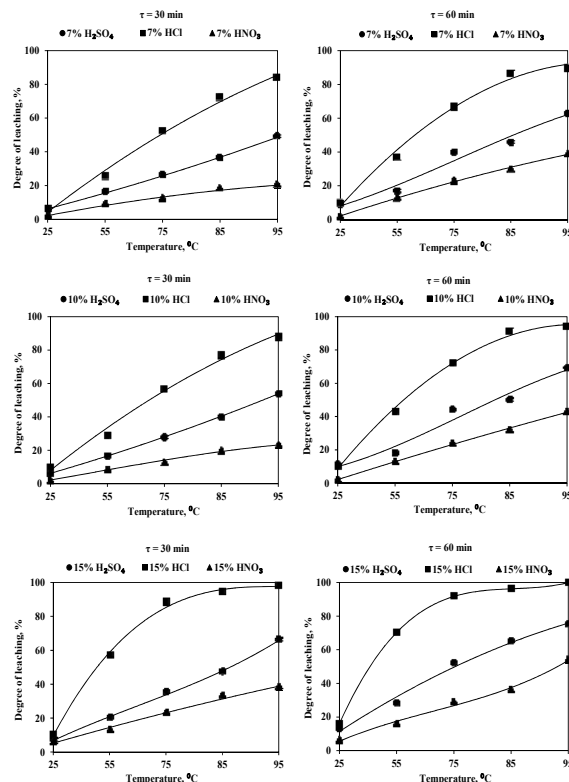 τ = 30 min
7% H₂SO₄ 7% HCl 7% HNO₃
Degree of leaching, %
100
80
60
40
20
0
25 55 75 85 95
Temperature, ⁰C
τ = 60 min
7% H₂SO₄ 7% HCl 7% HNO₃
Degree of leaching, %
100
80
60
40
20
0
25 55 75 85 95
Temperature, ⁰C
τ = 30 min
10% H₂SO₄ 10% HCl 10% HNO₃
Degree of leaching, %
100
80
60
40
20
0
25 55 75 85 95
Temperature, ⁰C
τ = 60 min
10% H₂SO₄ 10% HCl 10% HNO₃
Degree of leaching, %
100
80
60
40
20
0
25 55 75 85 95
Temperature, ⁰C
τ = 30 min
15% H₂SO₄ 15% HCl 15% HNO₃
Degree of leaching, %
100
80
60
40
20
0
25 55 75 85 95
Temperature, ⁰C
τ = 60 min
15% H₂SO₄ 15% HCl 15% HNO₃
Degree of leaching, %
100
80
60
40
20
0
25 55 75 85 95
Temperature, ⁰C